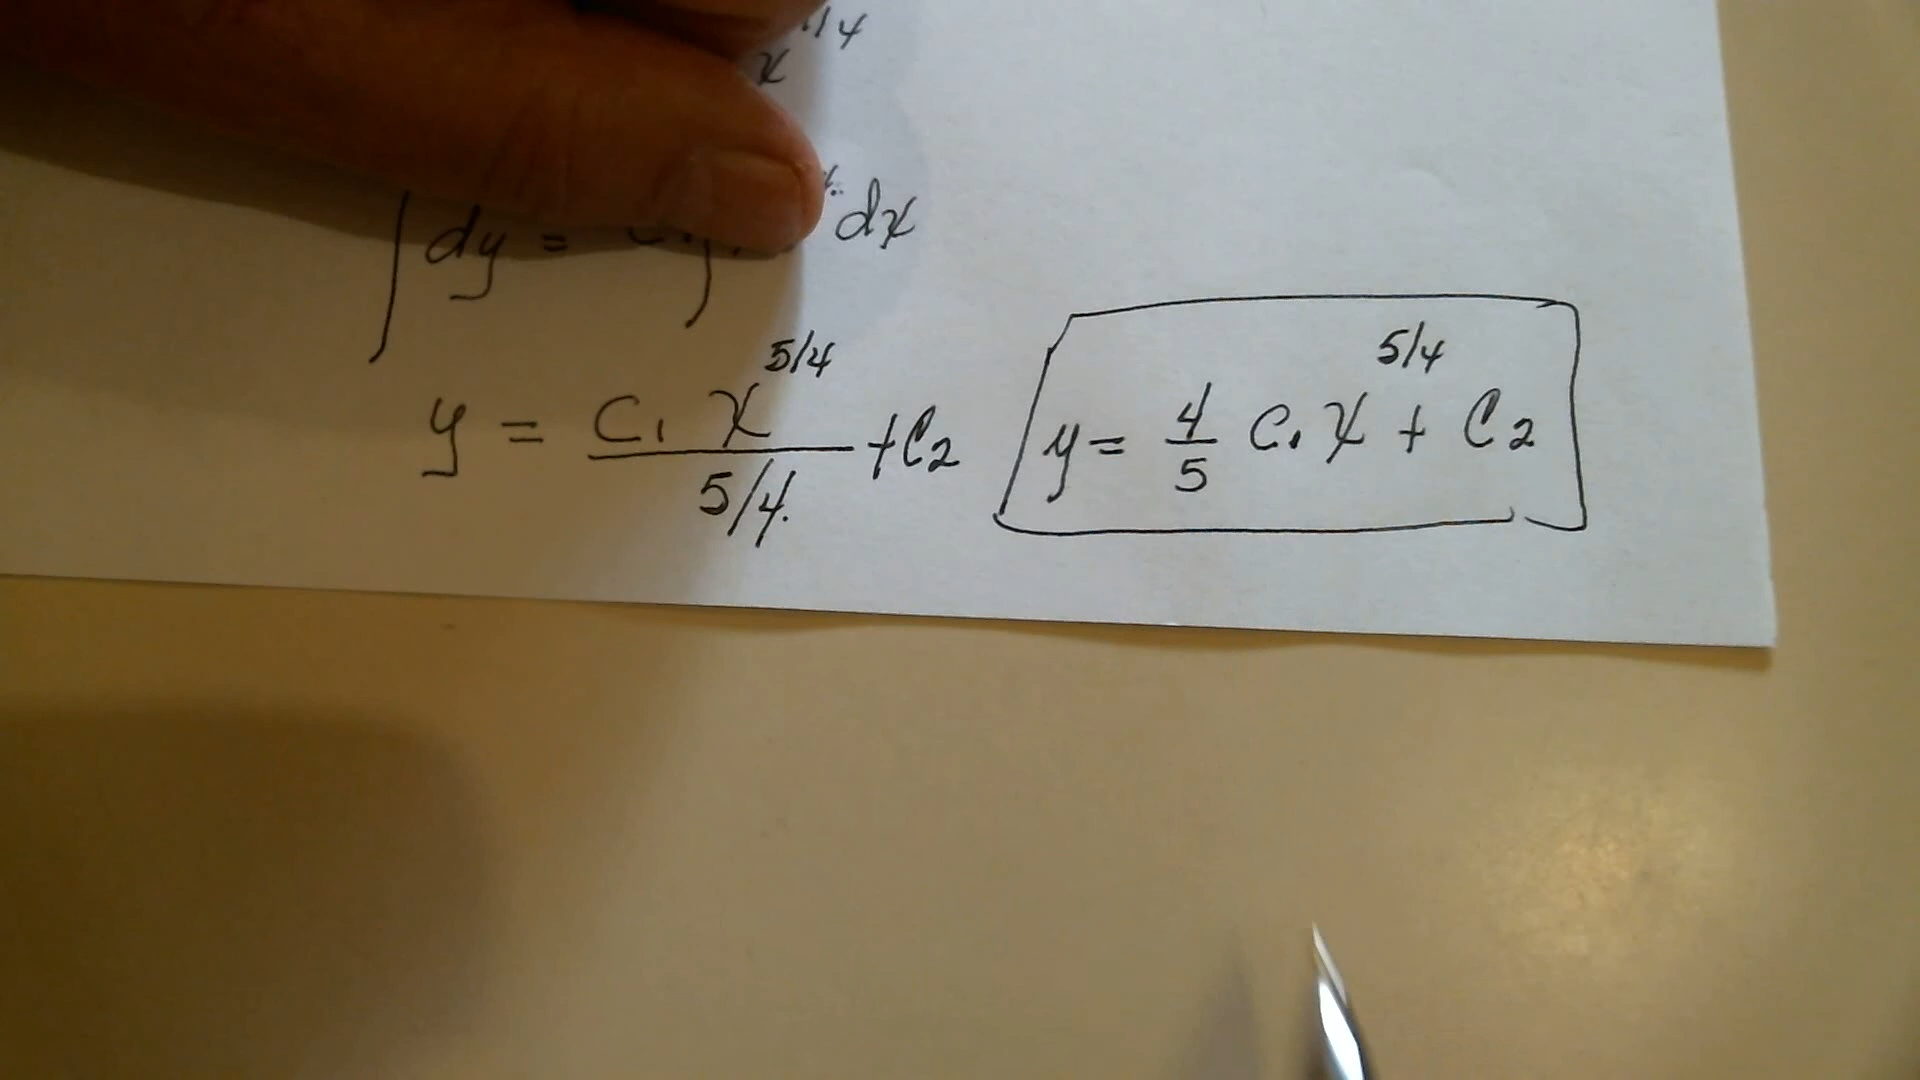 x^1/4
∫ dy = dx
y = C₁ x^5/4 / 5/4. + C₂
y = 4/5 C₁ x^5/4 + C₂